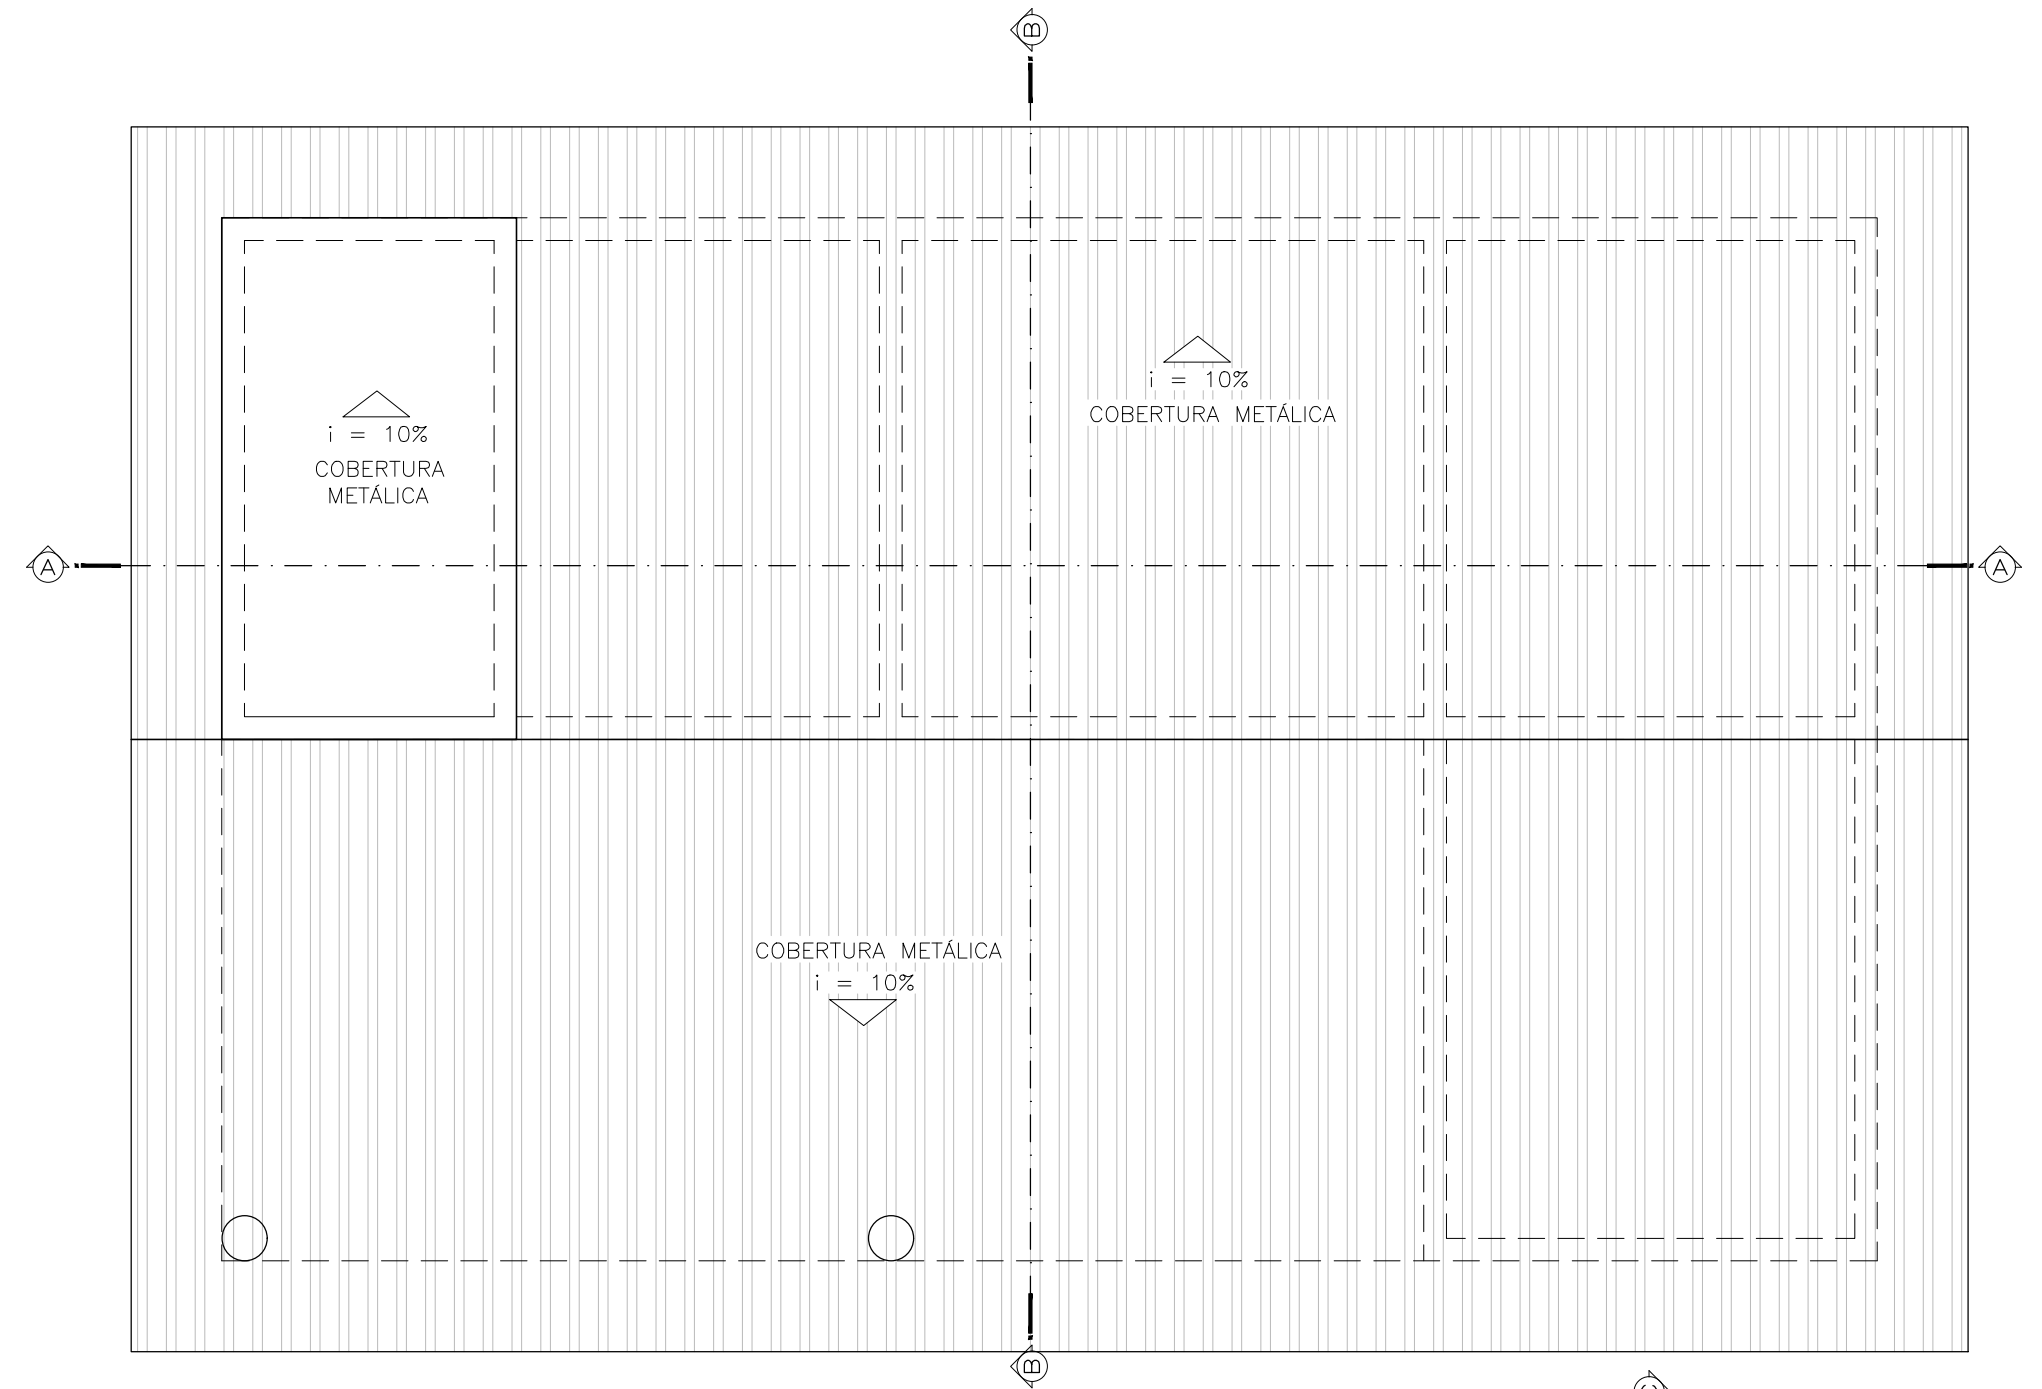 B
i = 10%
COBERTURA METÁLICA
i = 10%
COBERTURA
METÁLICA
A
A
COBERTURA METÁLICA
i = 10%
B